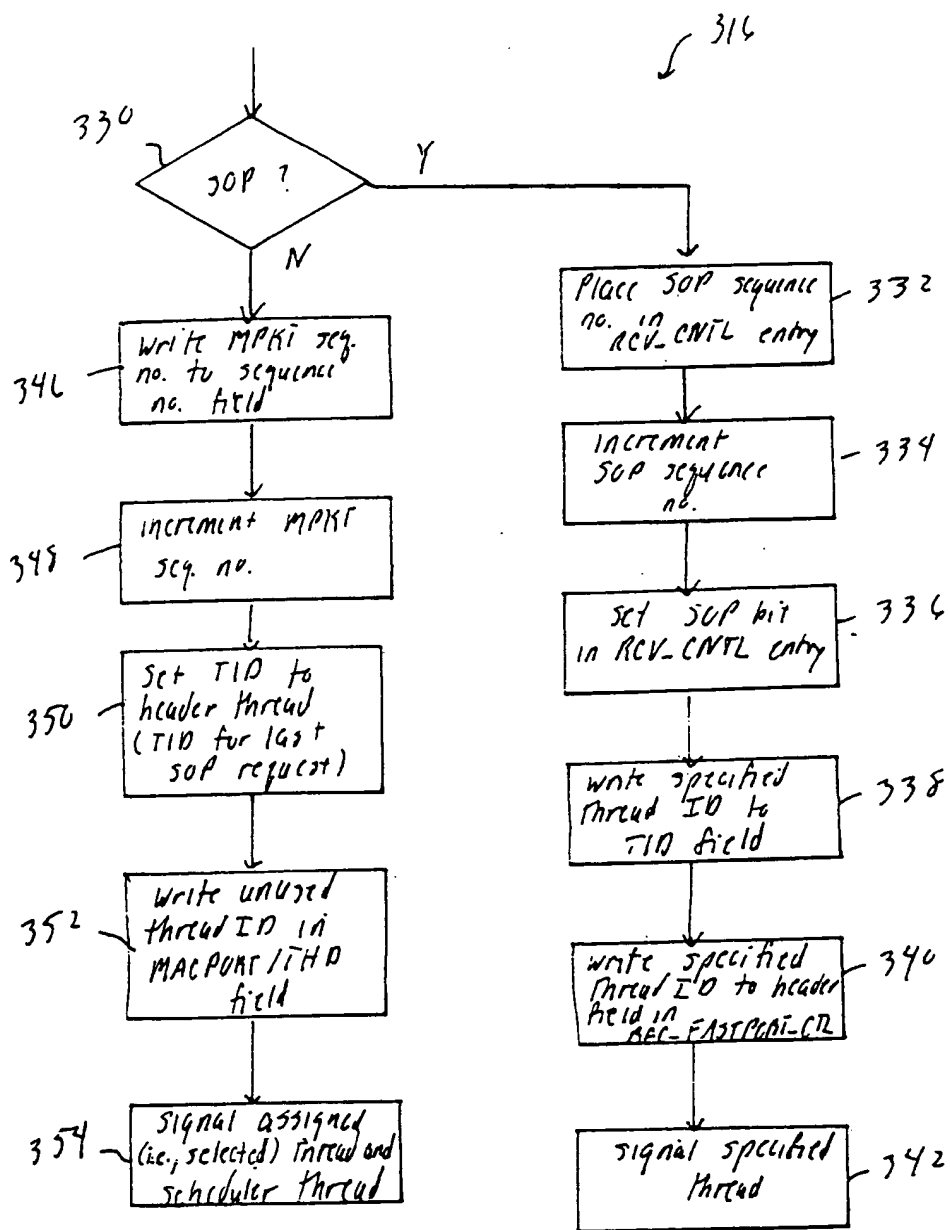 316
330
SOP ?
Y
N
Place SOP sequence
no. in
RCV_CNTL entry
332
Write MPKT seq.
no. to sequence
no. field
346
increment
SOP sequence
no.
334
increment MPKT
seq. no.
348
set SOP bit
in RCV_CNTL entry
336
Set TID to
header thread
(TID for last
SOP request)
350
write specified
thread ID to
TID field
338
Write unused
thread ID in
MACPORT/THD
field
352
write specified
thread ID to header
field in
REC_FASTPORT_CTL
340
signal assigned
(i.e., selected) thread and
scheduler thread
354
signal specified
thread
342